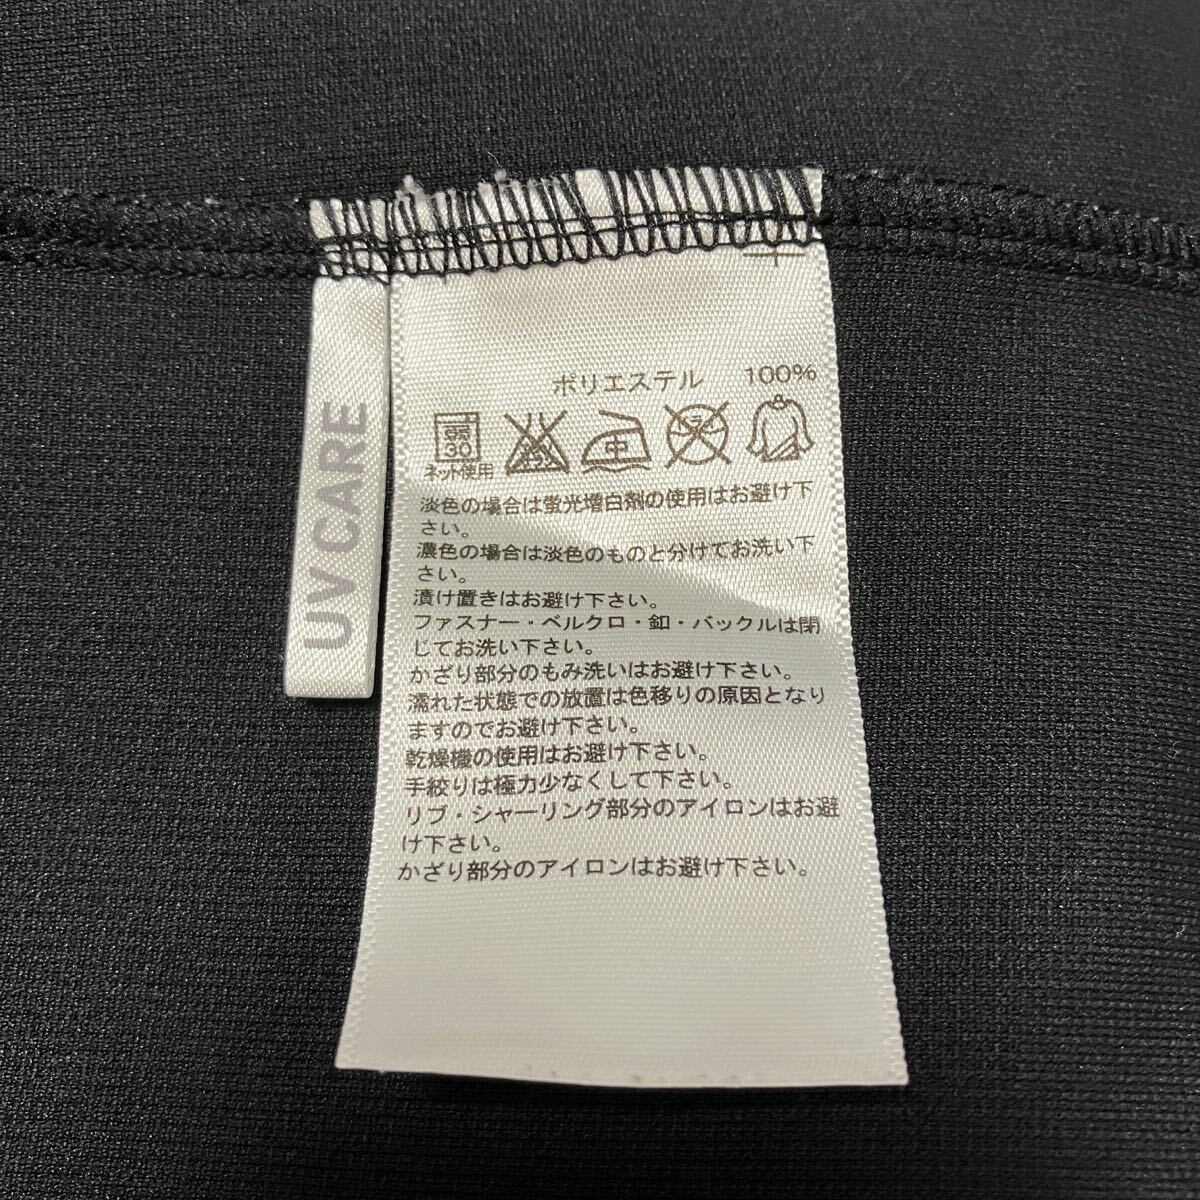 ポリエステル 100%
弱
30
中
ネット使用
淡色の場合は蛍光増白剤の使用はお避け下
さい。
濃色の場合は淡色のものと分けてお洗い下
さい。
漬け置きはお避け下さい。
ファスナー・ベルクロ・釦・バックルは閉
じてお洗い下さい。
かざり部分のもみ洗いはお避け下さい。
濡れた状態での放置は色移りの原因となり
ますのでお避け下さい。
乾燥機の使用はお避け下さい。
手絞りは極力少なくして下さい。
リブ・シャーリング部分のアイロンはお避
け下さい。
かざり部分のアイロンはお避け下さい。
UV CARE